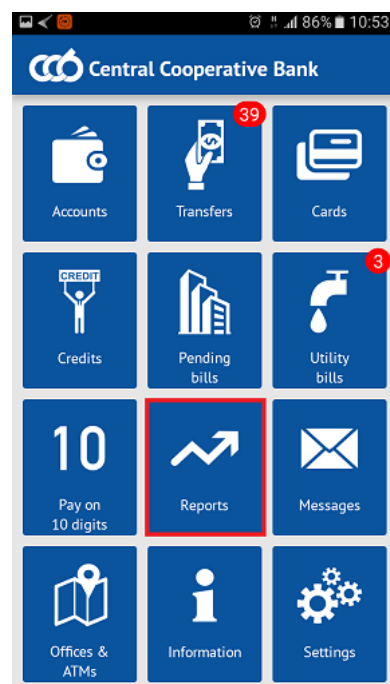 86% 10:53
CCB Central Cooperative Bank
39
Accounts
Transfers
Cards
CREDIT
3
Credits
Pending
bills
Utility
bills
10
Pay on
10 digits
Reports
Messages
Offices &
ATMs
Information
Settings